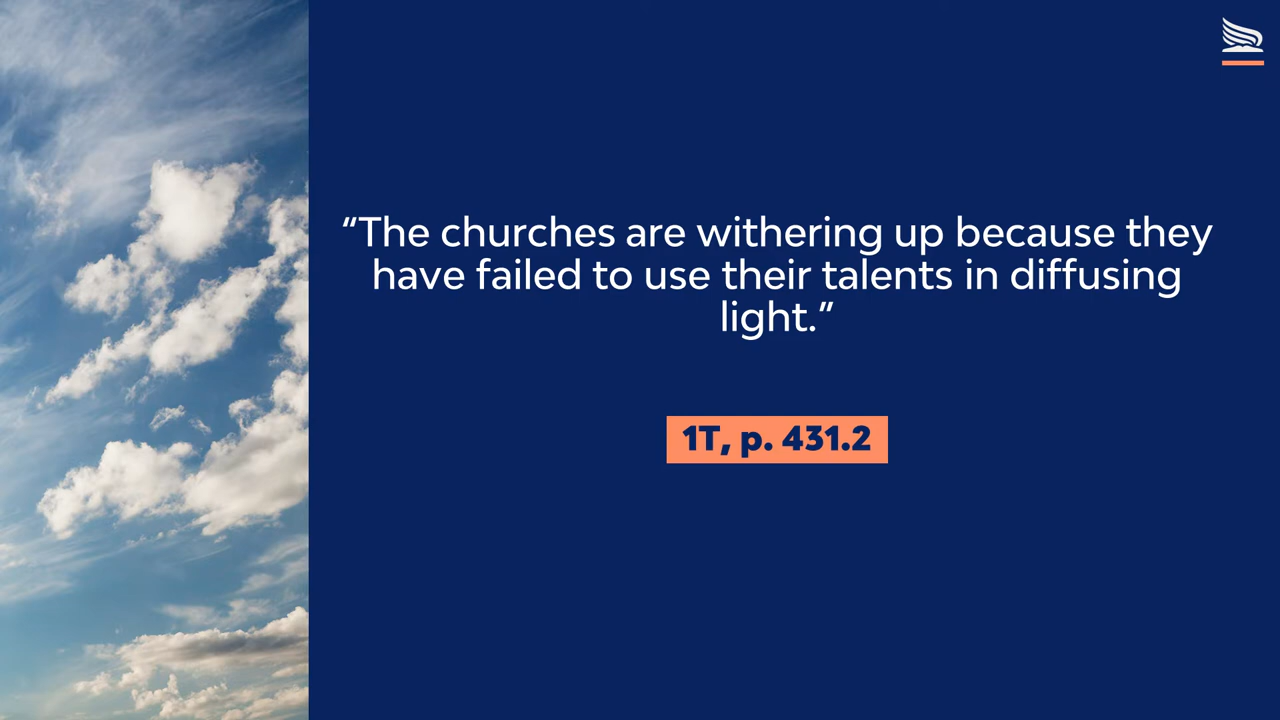 “The churches are withering up because they
have failed to use their talents in diffusing
light.”
1T, p. 431.2